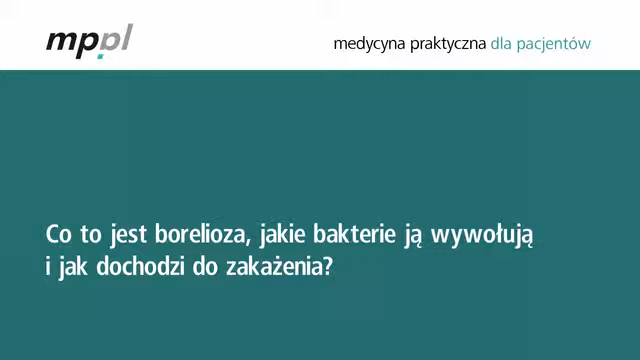 mp.pl
medycyna praktyczna dla pacjentów
Co to jest borelioza, jakie bakterie ją wywołują
i jak dochodzi do zakażenia?